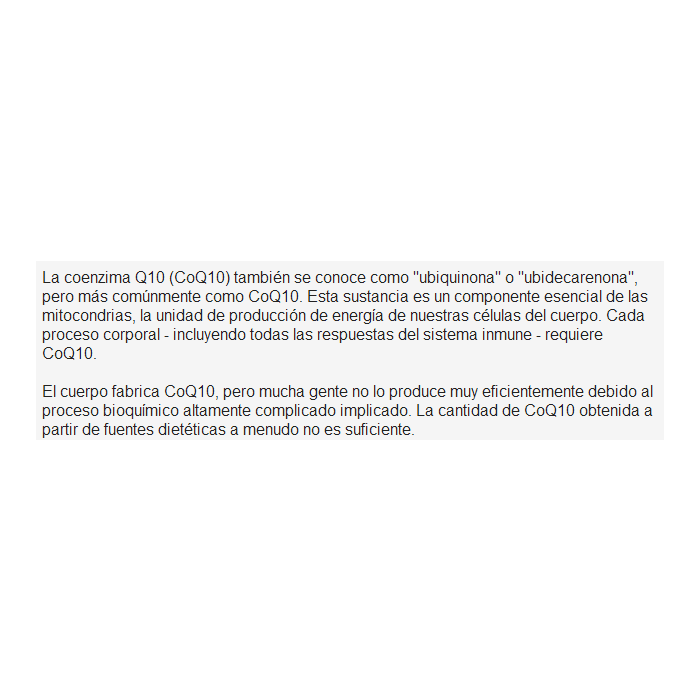 La coenzima Q10 (CoQ10) también se conoce como "ubiquinona" o "ubidecarenona",
pero más comúnmente como CoQ10. Esta sustancia es un componente esencial de las
mitocondrias, la unidad de producción de energía de nuestras células del cuerpo. Cada
proceso corporal - incluyendo todas las respuestas del sistema inmune - requiere
CoQ10.
El cuerpo fabrica CoQ10, pero mucha gente no lo produce muy eficientemente debido al
proceso bioquímico altamente complicado implicado. La cantidad de CoQ10 obtenida a
partir de fuentes dietéticas a menudo no es suficiente.